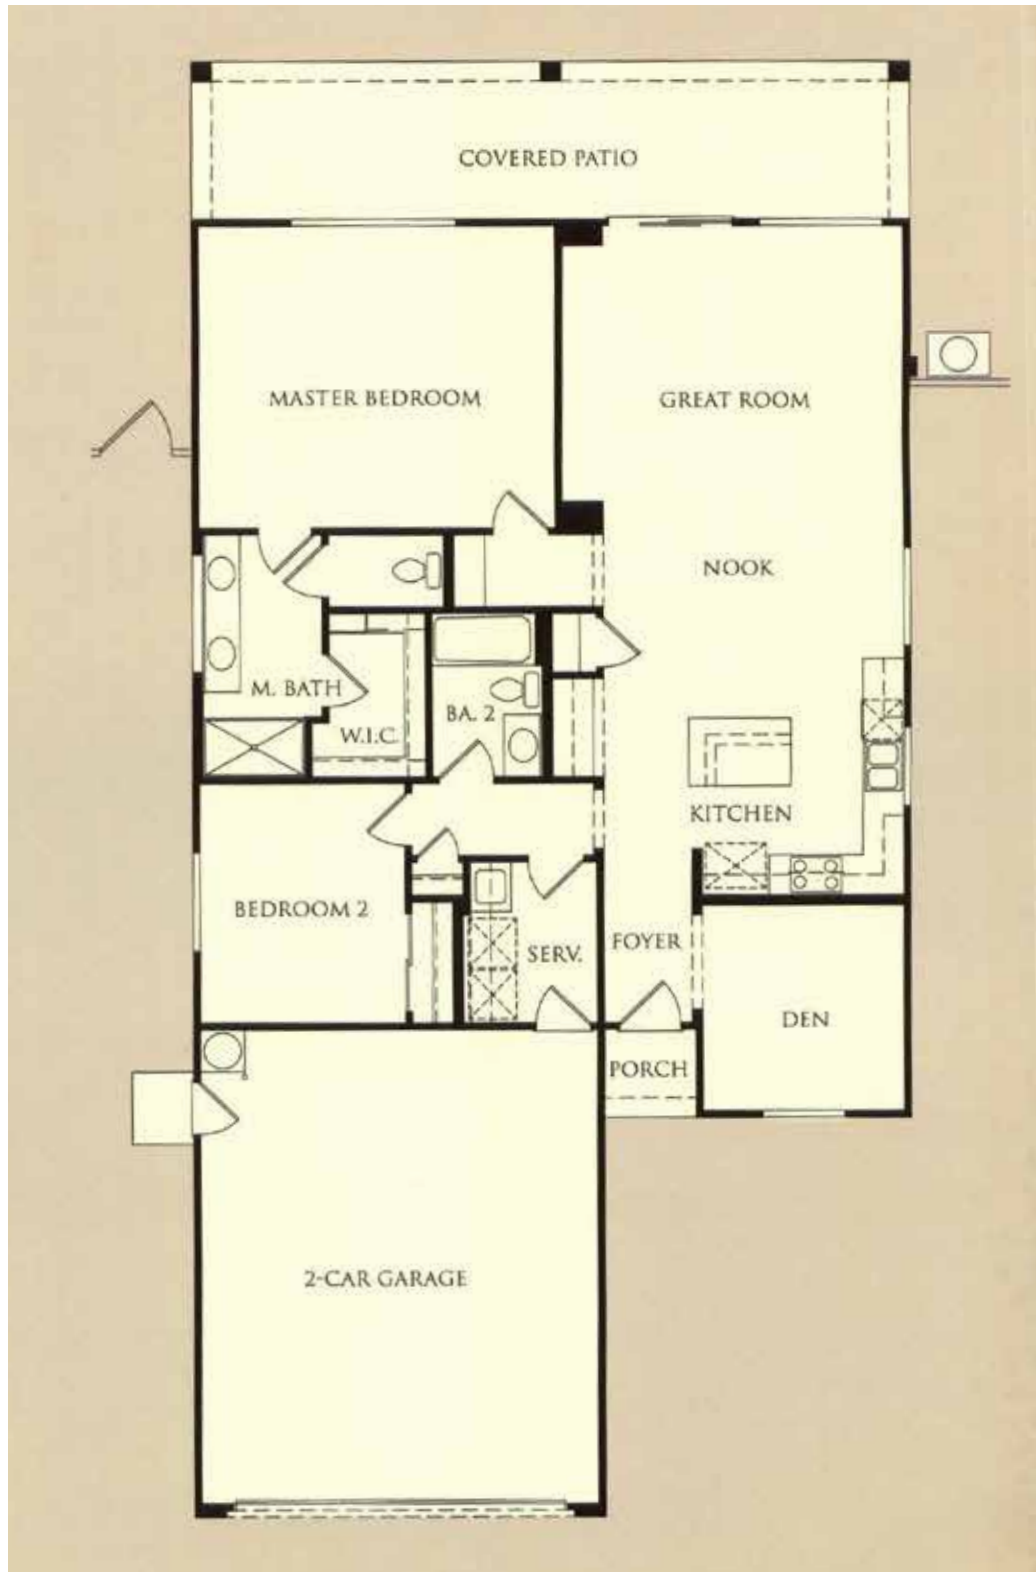 COVERED PATIO
MASTER BEDROOM
GREAT ROOM
NOOK
M. BATH
W.I.C.
BA. 2
KITCHEN
BEDROOM 2
SERV.
FOYER
DEN
PORCH
2-CAR GARAGE